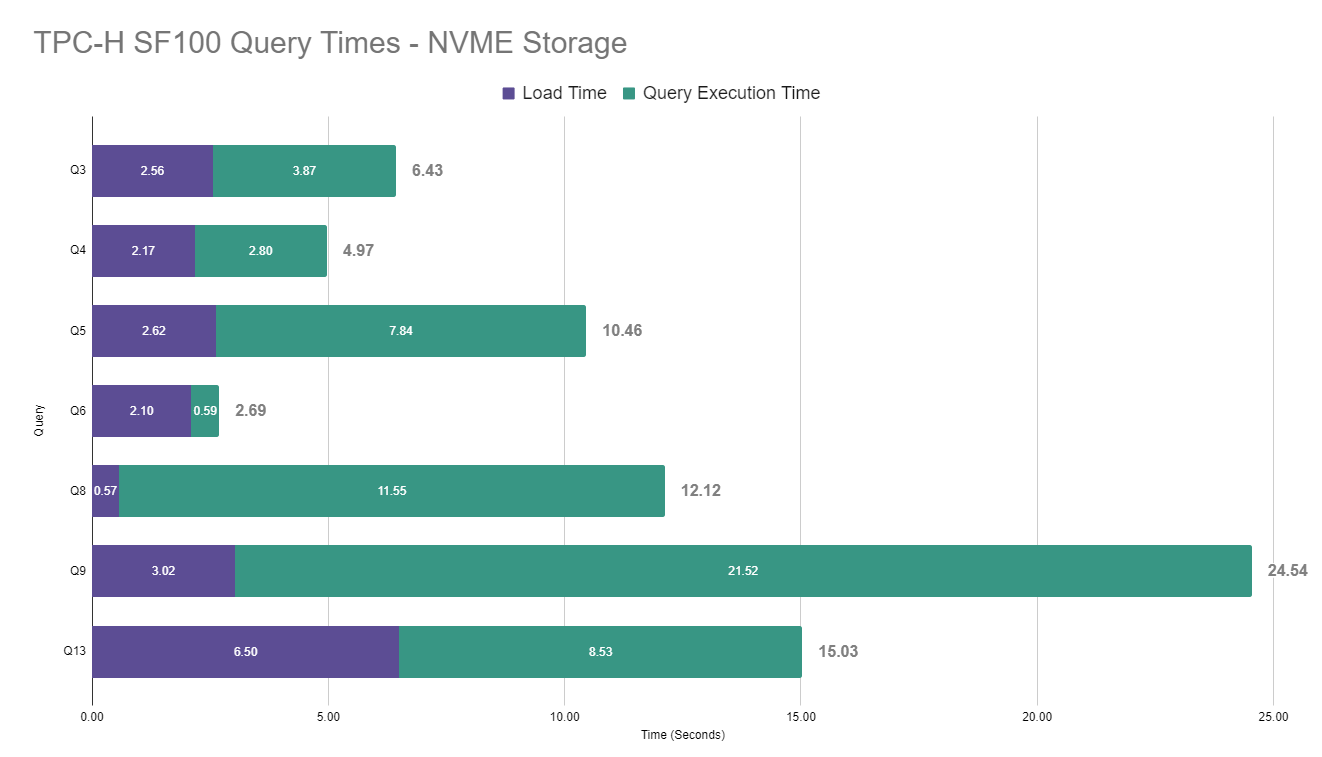 TPC-H SF100 Query Times - NVME Storage
Load Time Query Execution Time
Q3 2.56 3.87 6.43
Q4 2.17 2.80 4.97
Q5 2.62 7.84 10.46
Q6 2.10 0.59 2.69
Q8 0.57 11.55 12.12
Q9 3.02 21.52 24.54
Q13 6.50 8.53 15.03
Query
0.00 5.00 10.00 15.00 20.00 25.00
Time (Seconds)